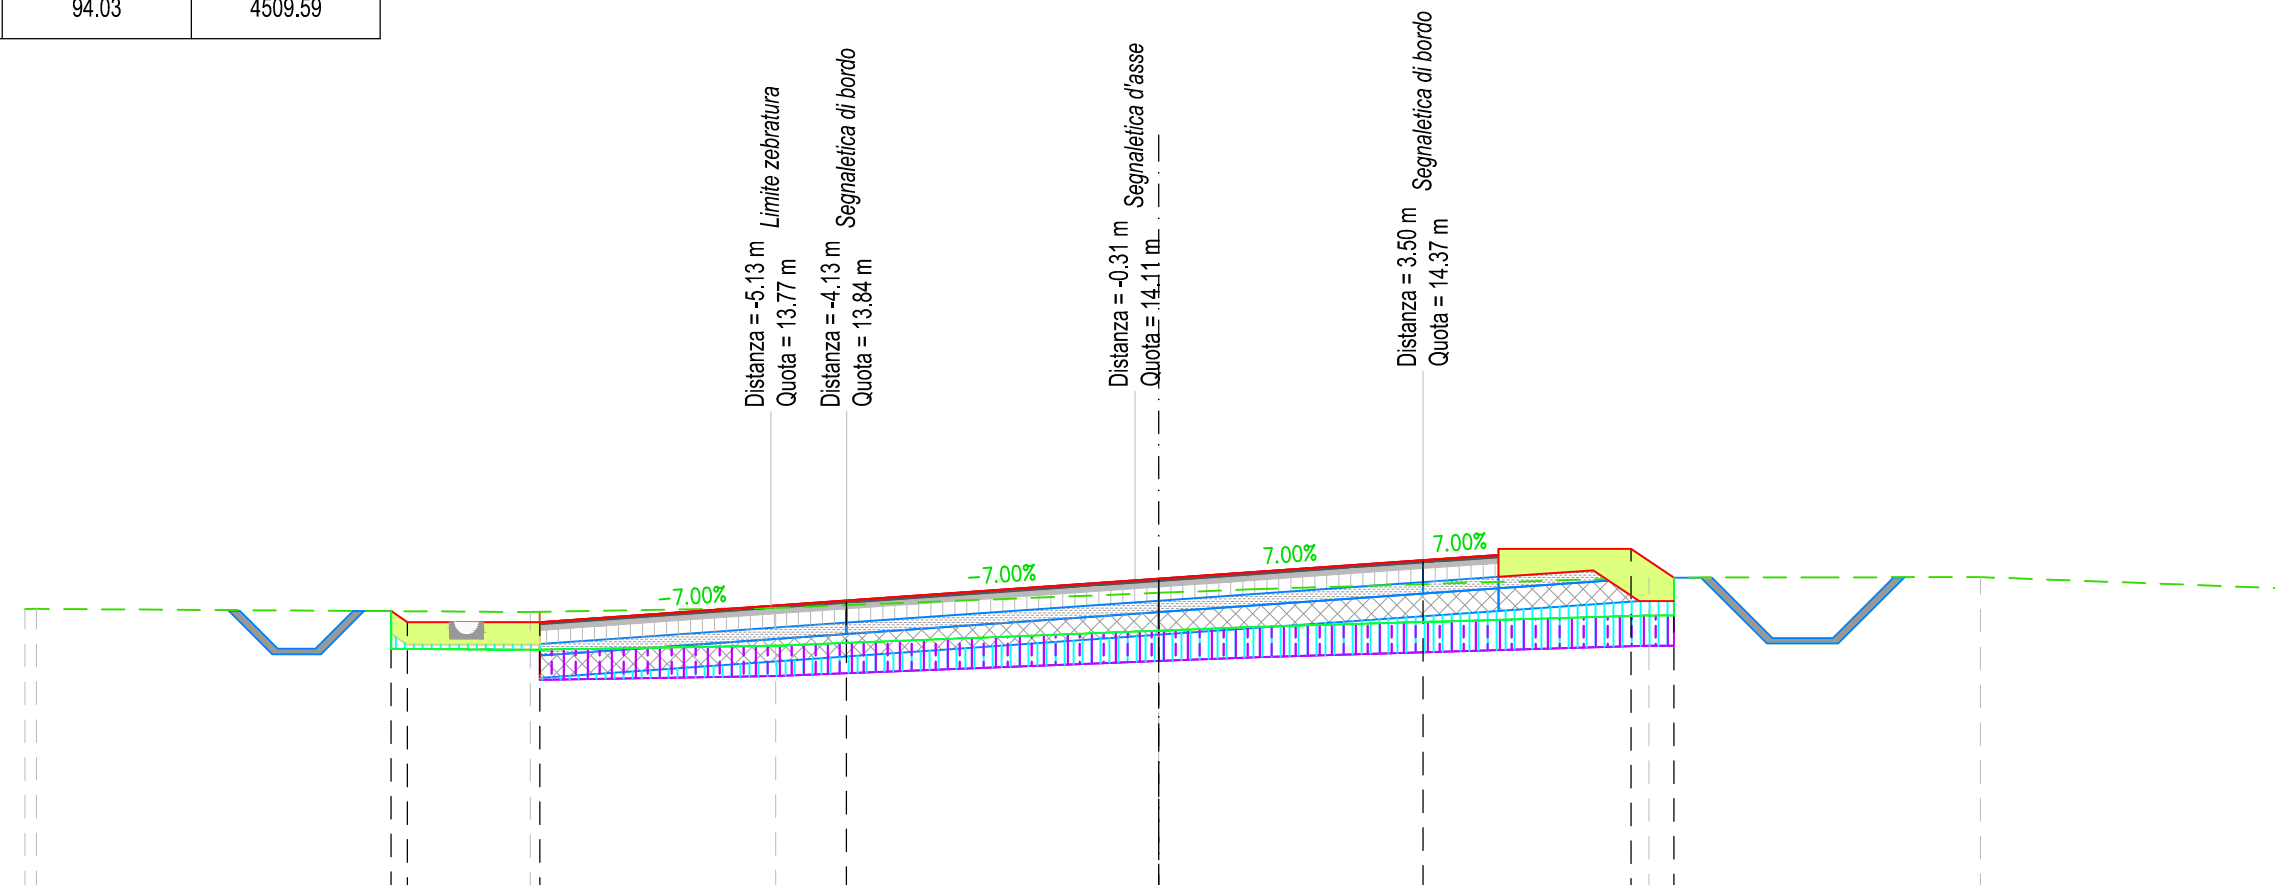 94.03 4509.59
Limite zebratura
Distanza = -5.13 m
Quota = 13.77 m
Segnaletica di bordo
Distanza = -4.13 m
Quota = 13.84 m
Segnaletica d'asse
Distanza = -0.31 m
Quota = 14.11 m
Segnaletica di bordo
Distanza = 3.50 m
Quota = 14.37 m
-7.00%
-7.00%
7.00%
7.00%